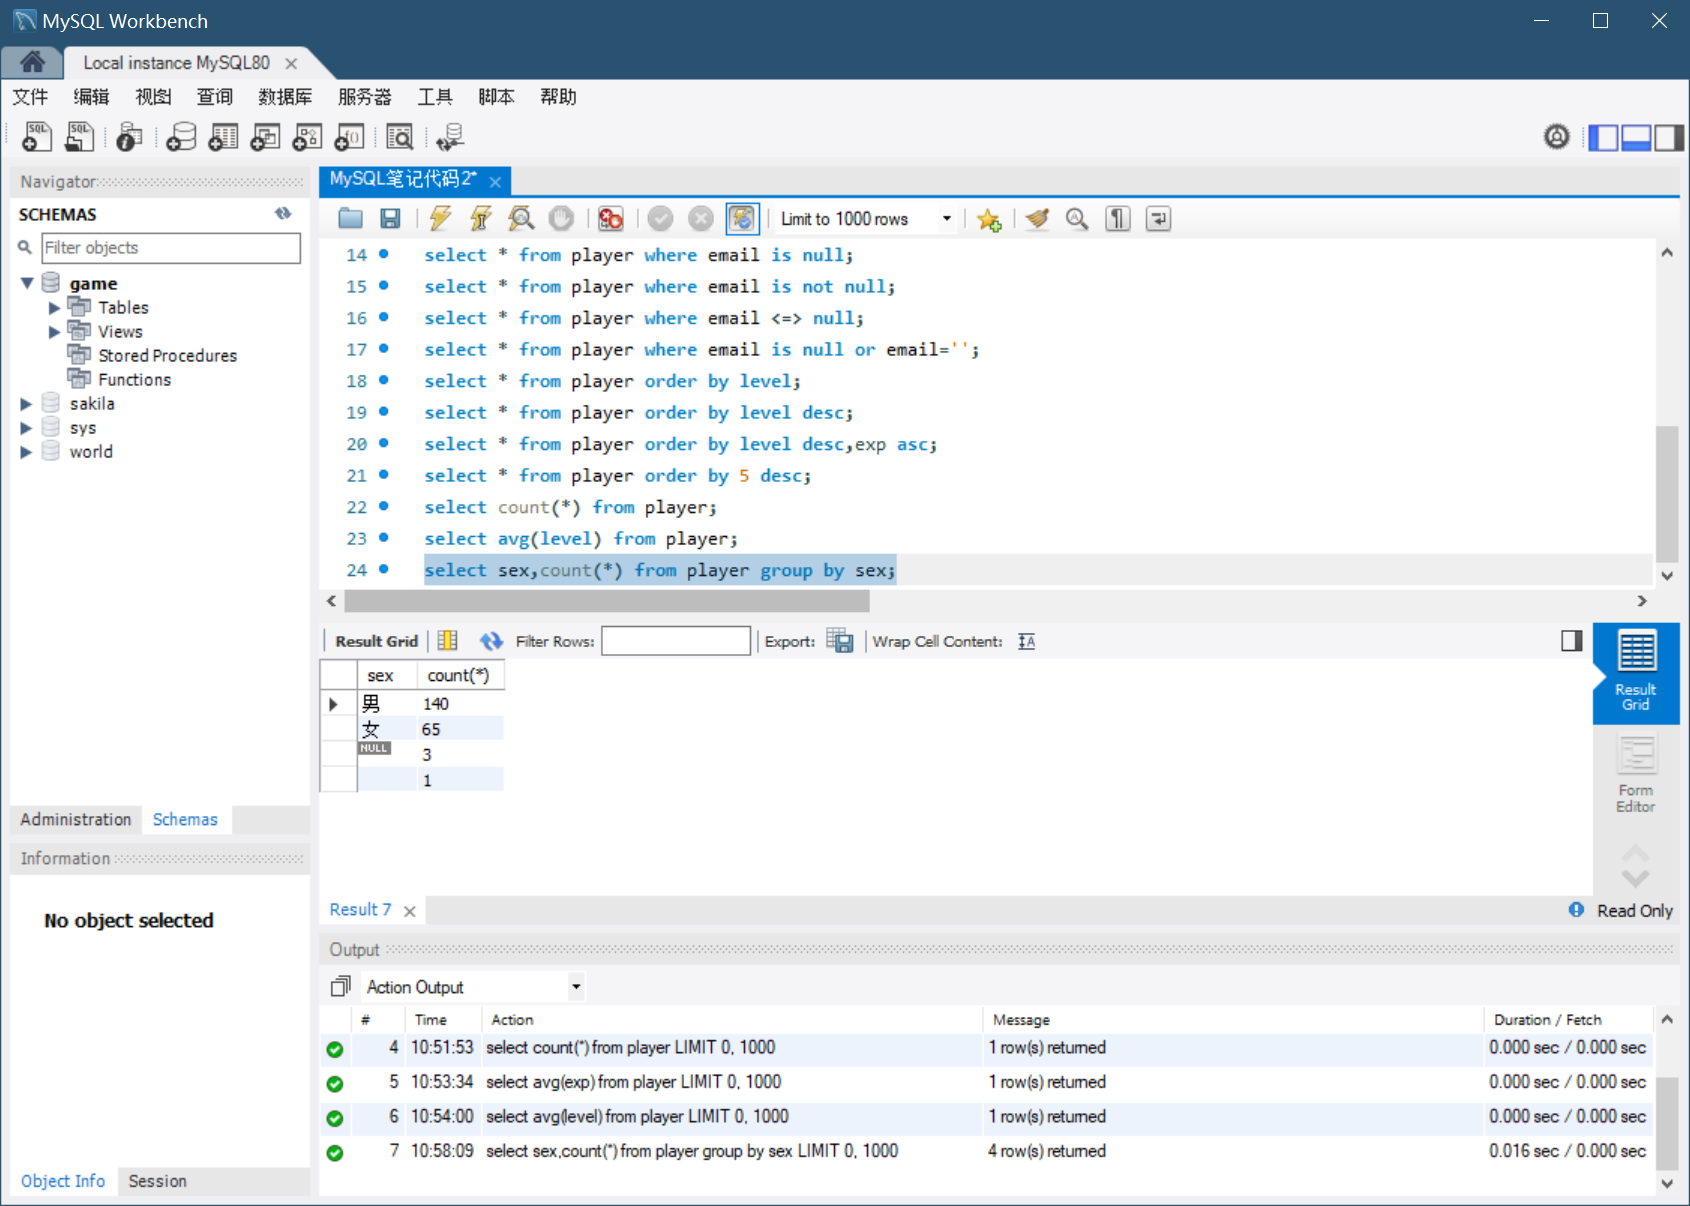 MySQL Workbench
Local instance MySQL80
文件 编辑 视图 查询 数据库 服务器 工具 脚本 帮助
Navigator
SCHEMAS
Filter objects
game
Tables
Views
Stored Procedures
Functions
sakila
sys
world
Administration Schemas
Information
No object selected
Object Info Session
MySQL笔记代码2*
Limit to 1000 rows
14 select * from player where email is null;
15 select * from player where email is not null;
16 select * from player where email <=> null;
17 select * from player where email is null or email='';
18 select * from player order by level;
19 select * from player order by level desc;
20 select * from player order by level desc,exp asc;
21 select * from player order by 5 desc;
22 select count(*) from player;
23 select avg(level) from player;
24 select sex,count(*) from player group by sex;
Result Grid Filter Rows: Export: Wrap Cell Content:
sex count(*)
男 140
女 65
NULL 3
1
Result
Grid
Form
Editor
Result 7
Read Only
Output
Action Output
# Time Action Message Duration / Fetch
4 10:51:53 select count(*) from player LIMIT 0, 1000 1 row(s) returned 0.000 sec / 0.000 sec
5 10:53:34 select avg(exp) from player LIMIT 0, 1000 1 row(s) returned 0.000 sec / 0.000 sec
6 10:54:00 select avg(level) from player LIMIT 0, 1000 1 row(s) returned 0.000 sec / 0.000 sec
7 10:58:09 select sex,count(*) from player group by sex LIMIT 0, 1000 4 row(s) returned 0.016 sec / 0.000 sec